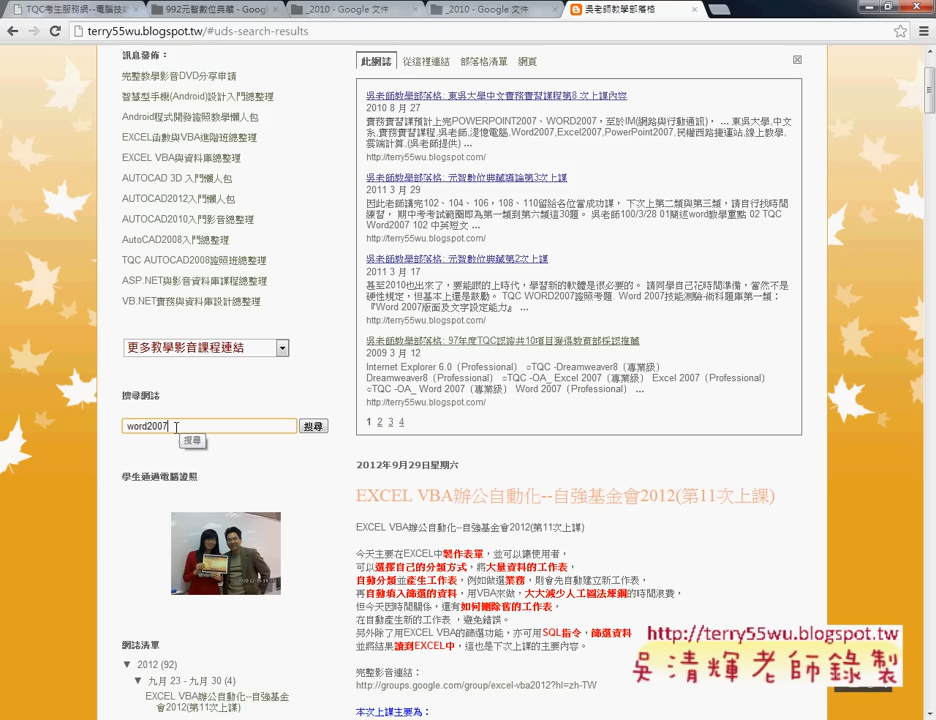 TQC考生服務網--電腦技
992元智數位典藏 - Googl
_2010 - Google 文件
_2010 - Google 文件
吳老師教學部落格
terry55wu.blogspot.tw/#uds-search-results
訊息發佈：
完整教學影音DVD分享申請
智慧型手機(Android)設計入門總整理
Android程式開發證照教學懶人包
EXCEL函數與VBA進階班總整理
EXCEL VBA與資料庫總整理
AUTOCAD 3D 入門懶人包
AUTOCAD2012入門懶人包
AUTOCAD2010入門影音總整理
AutoCAD2008入門總整理
TQC AUTOCAD2008證照班總整理
ASP.NET與影音資料庫課程總整理
VB.NET實務與資料庫設計總整理
更多教學影音課程連結
搜尋網誌
word2007
搜尋
搜尋
學生通過電腦證照
網誌清單
▼ 2012 (92)
▼ 九月 23 - 九月 30 (4)
EXCEL VBA辦公自動化--自強基金
會2012(第11次上課)
此網誌
從這裡連結
部落格清單
網頁
吳老師教學部落格: 東吳大學中文實務實習課程第8 次上課內容
2010 8 月 27
實務實習課預計上完POWERPOINT2007、WORD2007，至於IM(網路與行動通訊)， ... 東吳大學,中文
系,實務實習課程,吳老師,湛憶電腦,Word2007,Excel2007,PowerPoint2007,民權西路捷運站,線上教學,
雲端計算,(吳老師提供) ...
http://terry55wu.blogspot.com/
吳老師教學部落格: 元智數位典藏導論第3次上課
2011 3 月 29
因此老師講完102、104、106、108、110留給各位當成功課， 下次上第二類與第三類，請自行找時間
練習， 期中考考試範圍即為第一類到第六類這30題。 吳老師100/3/28 01簡述word教學重點 02 TQC
Word2007 102 中英短文 ...
http://terry55wu.blogspot.com/
吳老師教學部落格: 元智數位典藏第2次上課
2011 3 月 17
甚至2010也出來了，要能跟的上時代，學習新的軟體是很必要的。 請同學自己花時間準備，當然不是
硬性規定，但基本上還是鼓勵。 TQC WORD2007證照考題. Word 2007技能測驗-術科題庫第一類：
『Word 2007版面及文字設定能力』 ...
http://terry55wu.blogspot.com/
吳老師教學部落格: 97年度TQC認證共10項目獲得教育部採認推薦
2009 3 月 12
Internet Explorer 6.0（Professional） ○TQC -Dreamweaver8（專業級）
Dreamweaver8（Professional） ○TQC -OA_ Excel 2007（專業級） Excel 2007（Professional）
○TQC -OA_ Word 2007（專業級） Word 2007（Professional） ...
http://terry55wu.blogspot.com/
1 2 3 4
2012年9月29日星期六
EXCEL VBA辦公自動化--自強基金會2012(第11次上課)
EXCEL VBA辦公自動化--自強基金會2012(第11次上課)
今天主要在EXCEL中製作表單，並可以讓使用者，
可以選擇自己的分類方式，將大量資料的工作表，
自動分類並產生工作表，例如做選業務，則會先自動建立新工作表，
再自動填入篩選的資料，用VBA來做，大大減少人工圖法煉鋼的時間浪費，
但今天因時間關係，還有如何刪除舊的工作表，
在自動產生新的工作表 ，避免錯誤。
另外除了用EXCEL VBA的篩選功能，亦可用SQL指令，篩選資料
並將結果讀到EXCEL中，這也是下次上課的主要內容。
完整影音連結：
http://groups.google.com/group/excel-vba2012?hl=zh-TW
本次上課主要為：
http://terry55wu.blogspot.tw
吳清輝老師錄製